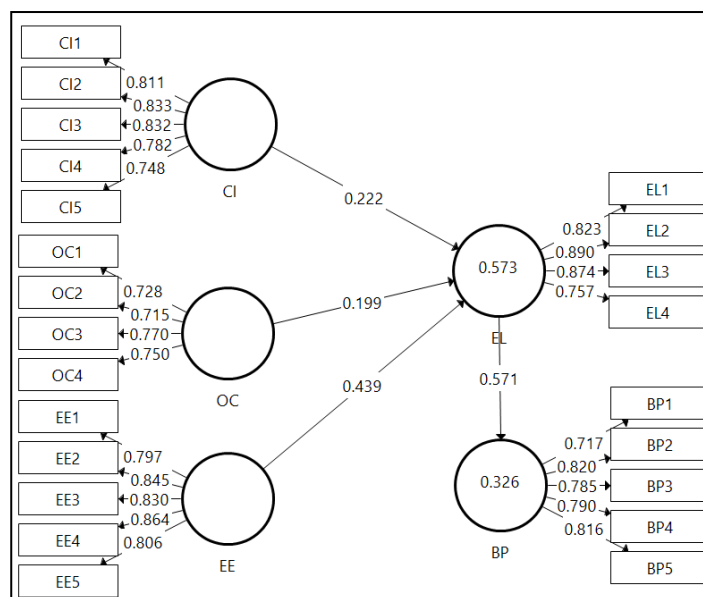 CI1
CI2
CI3
CI4
CI5
0.811
0.833
0.832
0.782
0.748
CI
0.222
OC1
OC2
OC3
OC4
0.728
0.715
0.770
0.750
OC
0.199
EE1
EE2
EE3
EE4
EE5
0.797
0.845
0.830
0.864
0.806
EE
0.439
0.573
EL
0.823
0.890
0.874
0.757
EL1
EL2
EL3
EL4
0.571
0.326
BP
0.717
0.820
0.785
0.790
0.816
BP1
BP2
BP3
BP4
BP5